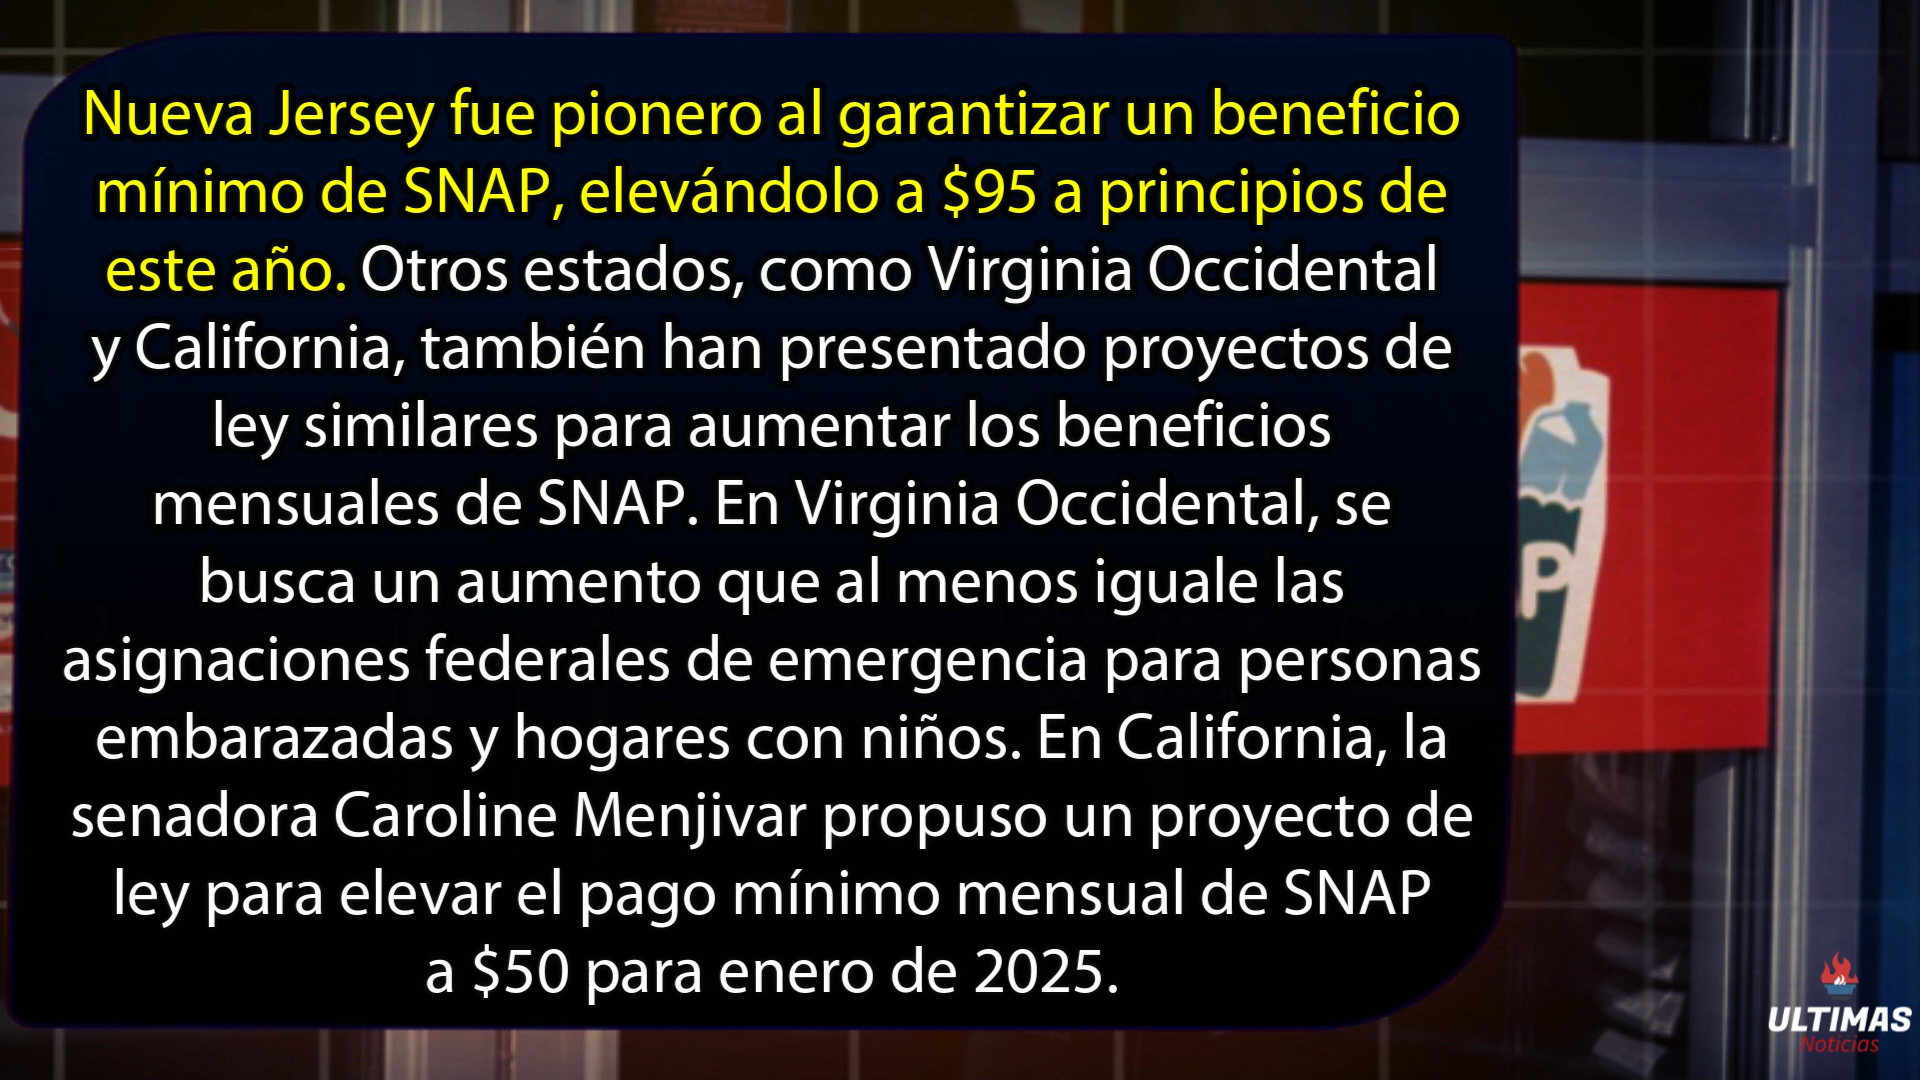 Nueva Jersey fue pionero al garantizar un beneficio
mínimo de SNAP, elevándolo a $95 a principios de
este año. Otros estados, como Virginia Occidental
y California, también han presentado proyectos de
ley similares para aumentar los beneficios
mensuales de SNAP. En Virginia Occidental, se
busca un aumento que al menos iguale las
asignaciones federales de emergencia para personas
embarazadas y hogares con niños. En California, la
senadora Caroline Menjivar propuso un proyecto de
ley para elevar el pago mínimo mensual de SNAP
a $50 para enero de 2025.
P
ULTIMAS
Noticias